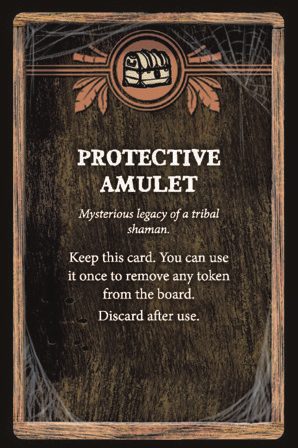 PROTECTIVE
AMULET
Mysterious legacy of a tribal
shaman.
Keep this card. You can use
it once to remove any token
from the board.
Discard after use.